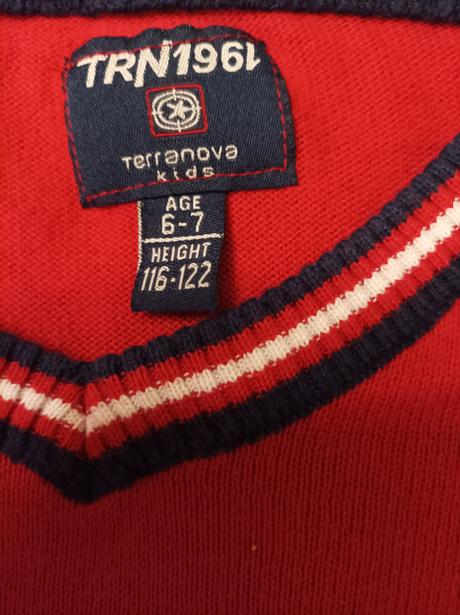 TRN1961
Terranova
kids
AGE
6-7
HEIGHT
116-122